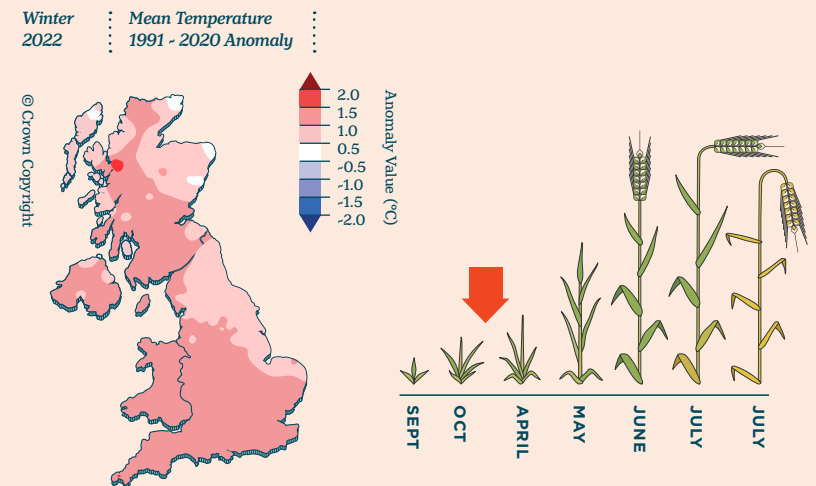 Winter
2022
Mean Temperature
1991 - 2020 Anomaly
© Crown Copyright
2.0
1.5
1.0
0.5
-0.5
-1.0
-1.5
-2.0
Anomaly Value (°C)
SEPT
OCT
APRIL
MAY
JUNE
JULY
JULY